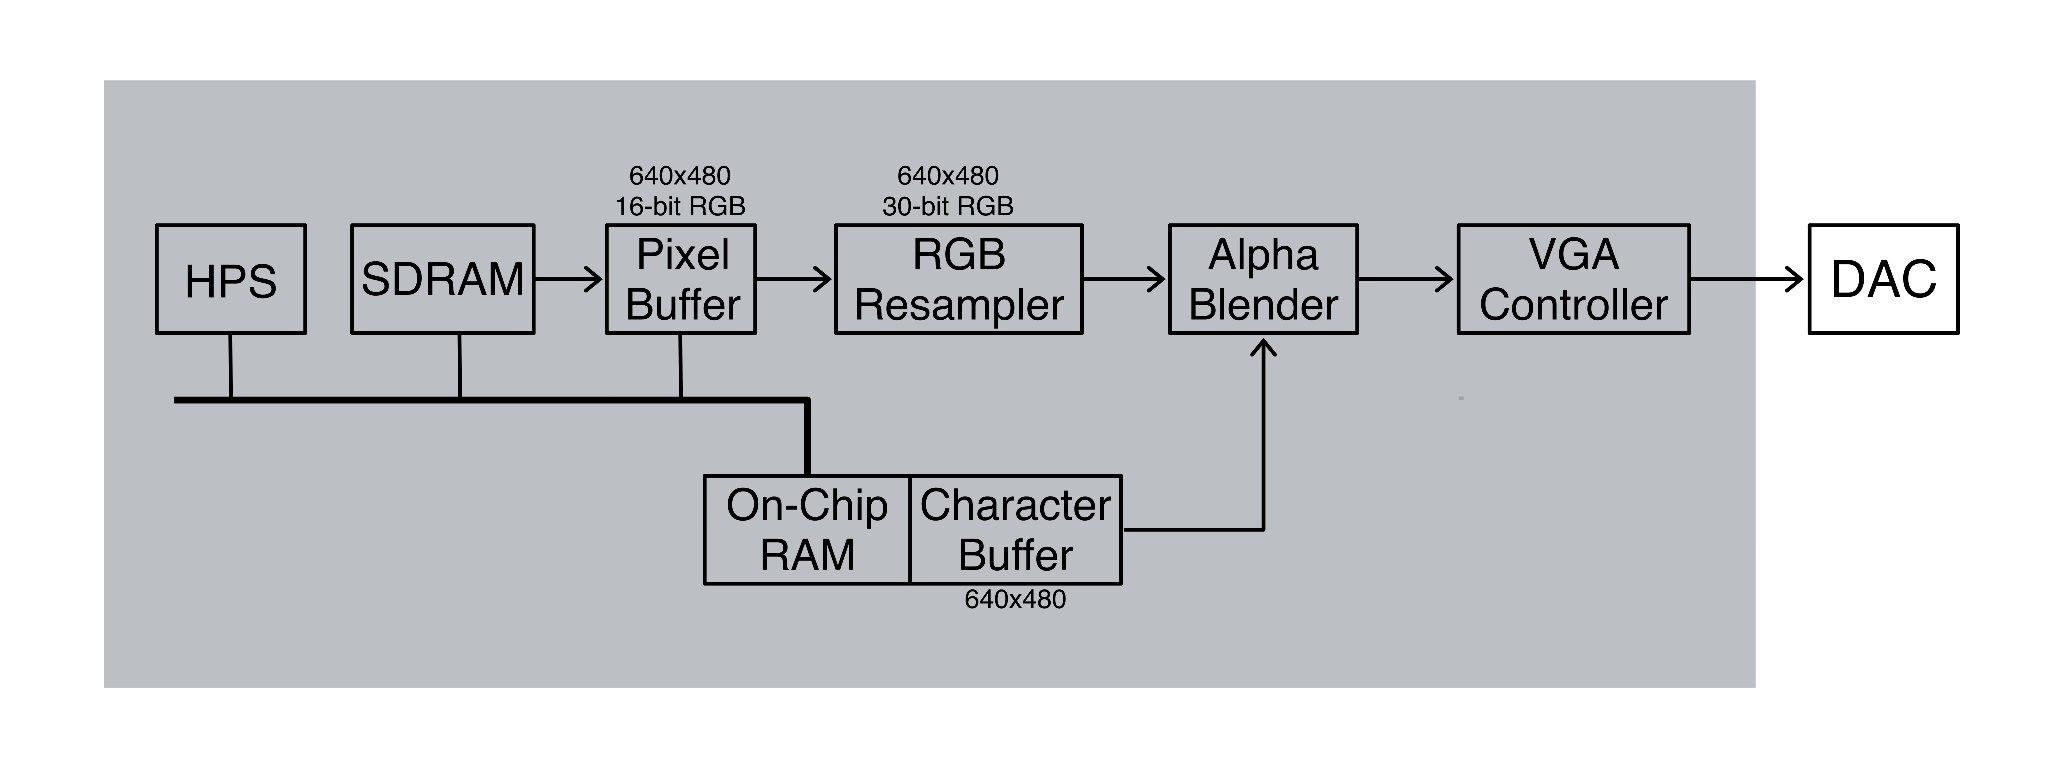 640x480
16-bit RGB
640x480
30-bit RGB
HPS
SDRAM
Pixel
Buffer
RGB
Resampler
Alpha
Blender
VGA
Controller
DAC
On-Chip
RAM
Character
Buffer
640x480